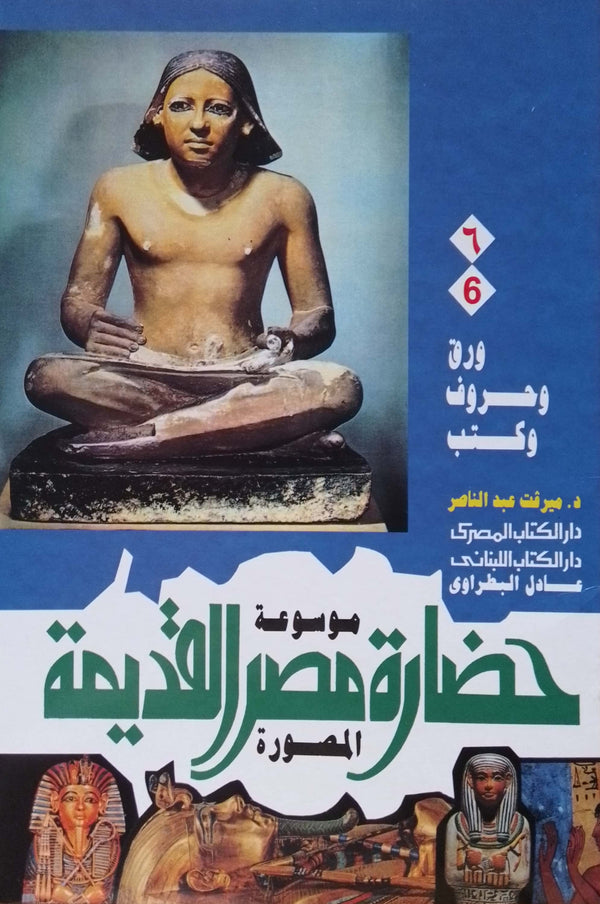 ٦
6
ورق
وحروف
وكتب
د. ميرڤت عبد الناصر
دار الكتاب المصرى
دار الكتاب اللبنانى
عادل البطراوى
موسوعة
حضارة مصر القديمة
المصورة